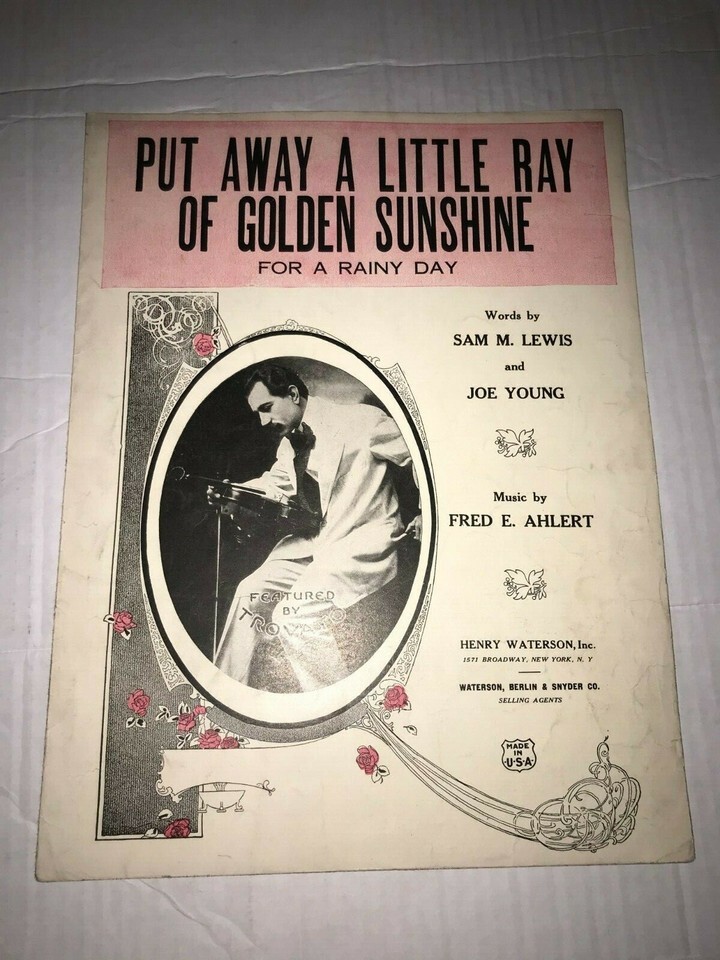 PUT AWAY A LITTLE RAY
OF GOLDEN SUNSHINE
FOR A RAINY DAY
Words by
SAM M. LEWIS
and
JOE YOUNG
Music by
FRED E. AHLERT
FEATURED
BY
TROVATO
HENRY WATERSON, Inc.
1571 BROADWAY, NEW YORK, N. Y
WATERSON, BERLIN & SNYDER CO.
SELLING AGENTS
MADE
IN
U·S·A·